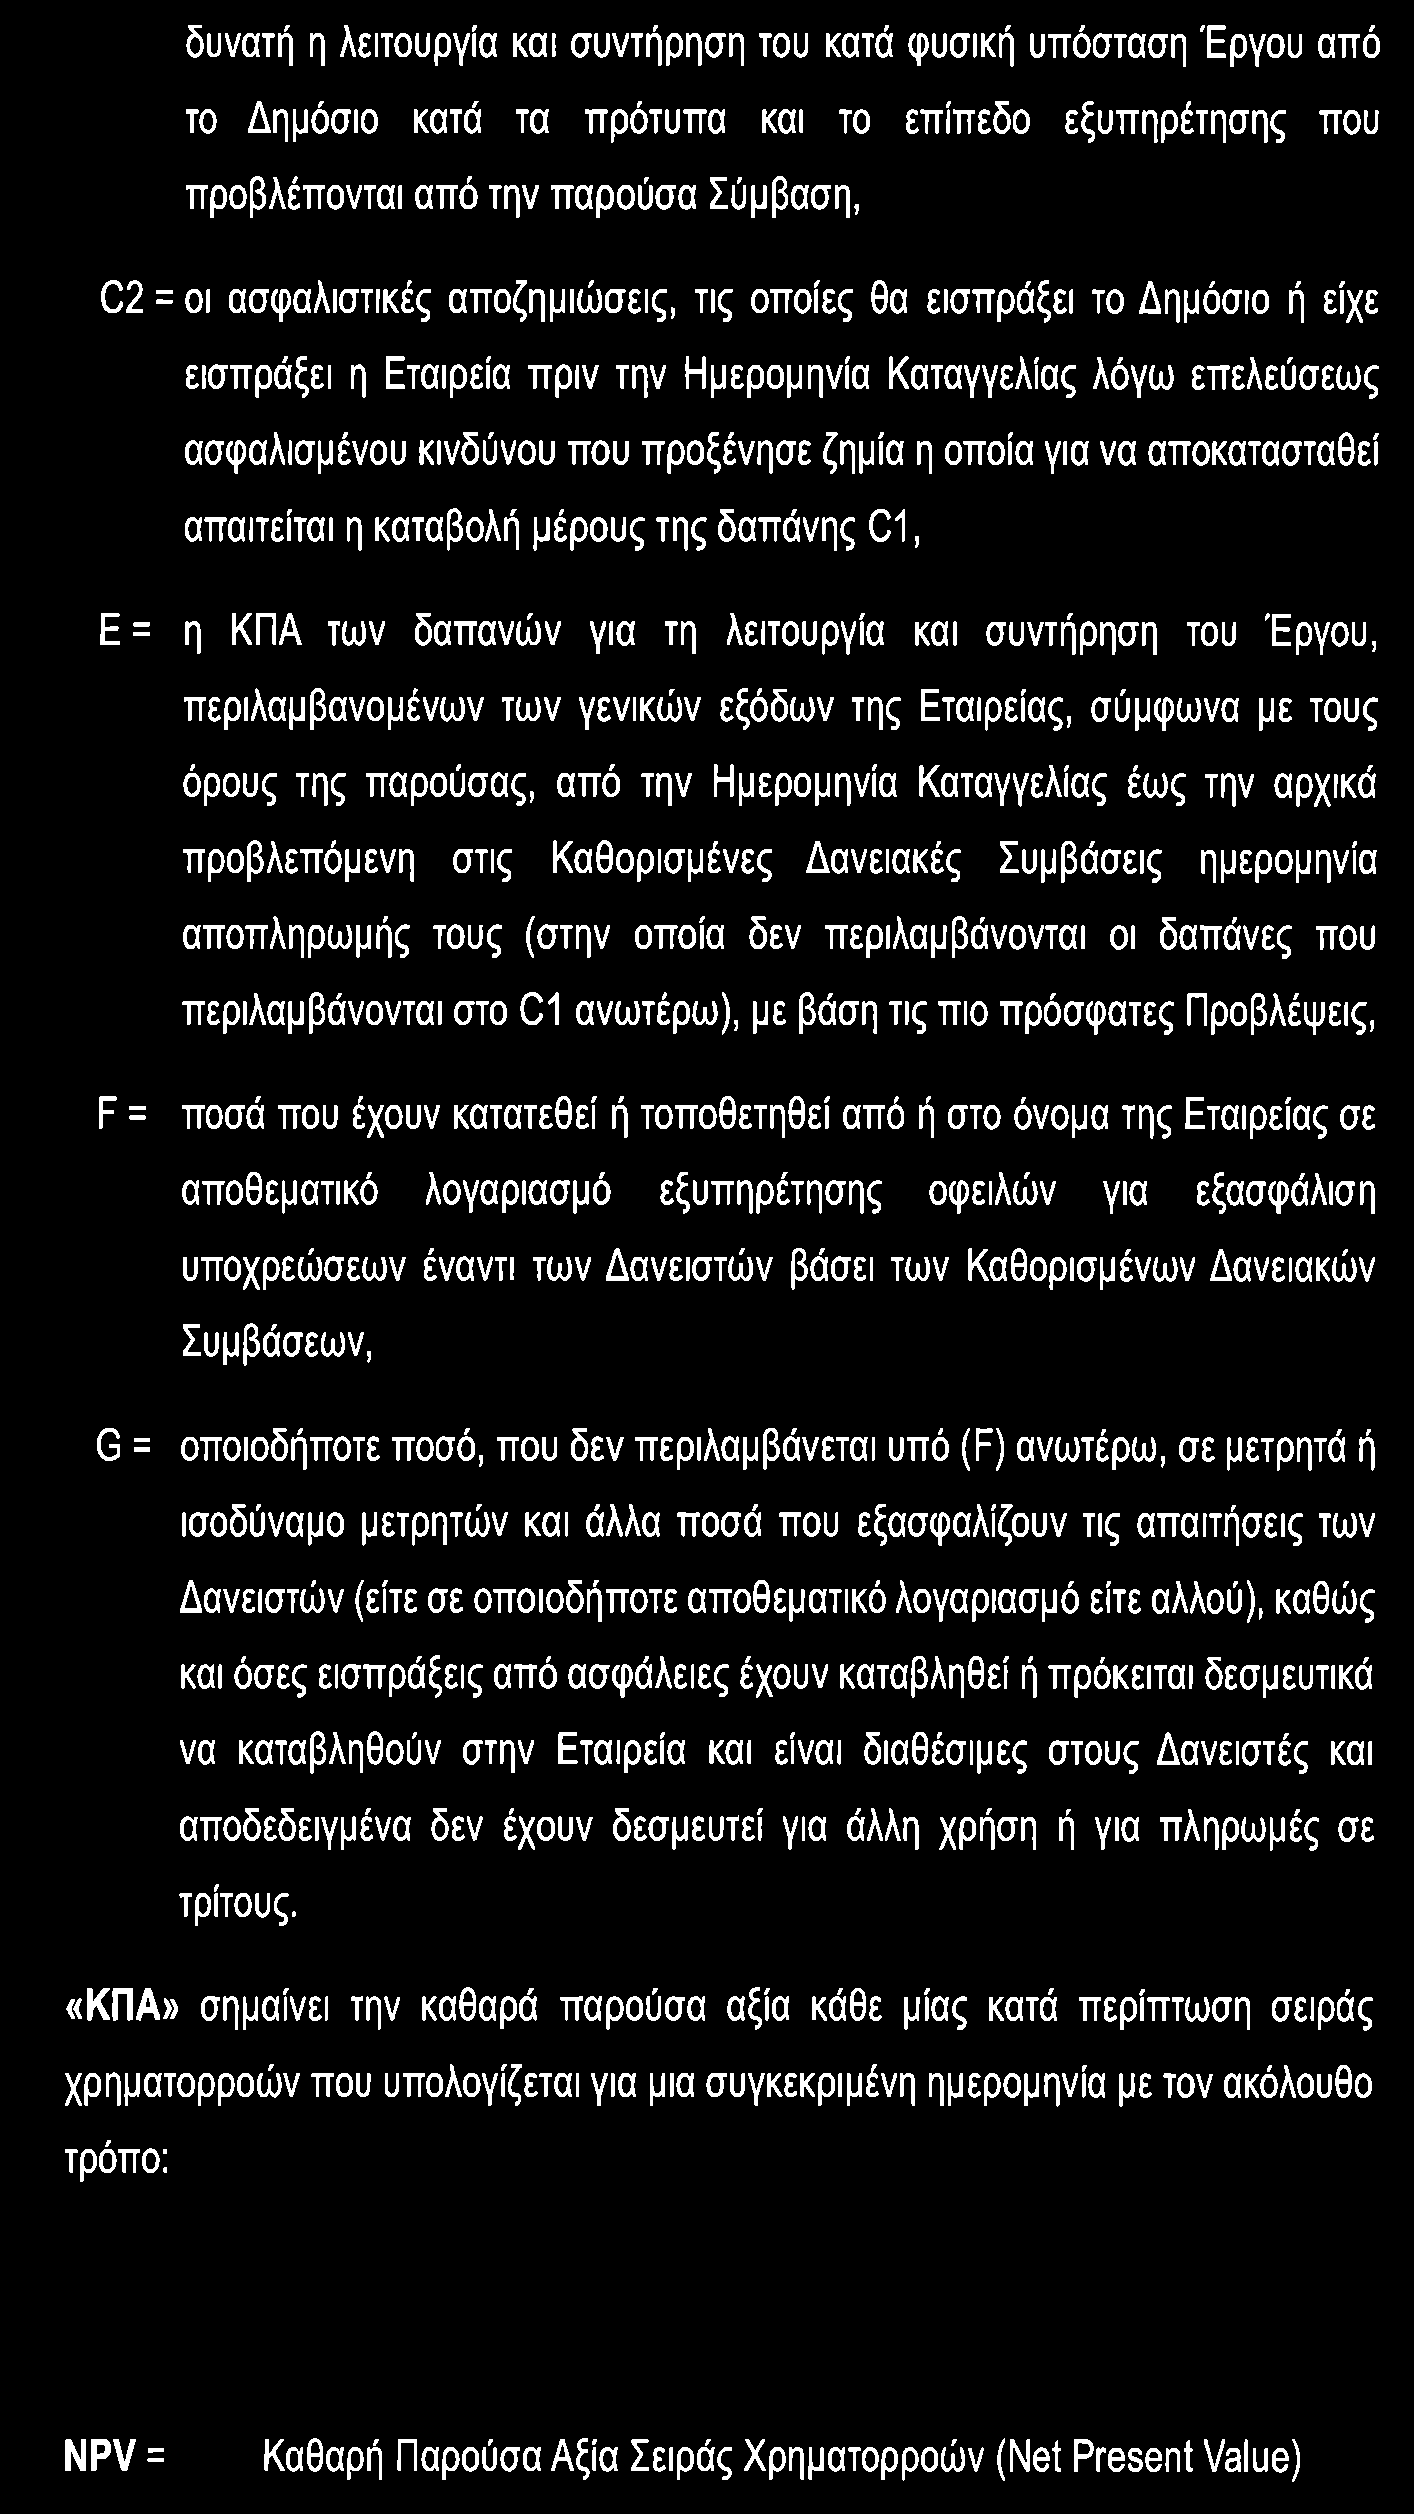 δυνατή η λειτουργία και συντήρηση του κατά φυσική υπόσταση Έργου από
το Δημόσιο κατά τα πρότυπα και το επίπεδο εξυπηρέτησης που
προβλέπονται από την παρούσα Σύμβαση,
C2 = οι ασφαλιστικές αποζημιώσεις, τις οποίες θα εισπράξει το Δημόσιο ή είχε
εισπράξει η Εταιρεία πριν την Ημερομηνία Καταγγελίας λόγω επελεύσεως
ασφαλισμένου κινδύνου που προξένησε ζημία η οποία για να αποκατασταθεί
απαιτείται η καταβολή μέρους της δαπάνης C1,
E = η ΚΠΑ των δαπανών για τη λειτουργία και συντήρηση του Έργου,
περιλαμβανομένων των γενικών εξόδων της Εταιρείας, σύμφωνα με τους
όρους της παρούσας, από την Ημερομηνία Καταγγελίας έως την αρχικά
προβλεπόμενη στις Καθορισμένες Δανειακές Συμβάσεις ημερομηνία
αποπληρωμής τους (στην οποία δεν περιλαμβάνονται οι δαπάνες που
περιλαμβάνονται στο C1 ανωτέρω), με βάση τις πιο πρόσφατες Προβλέψεις,
F = ποσά που έχουν κατατεθεί ή τοποθετηθεί από ή στο όνομα της Εταιρείας σε
αποθεματικό λογαριασμό εξυπηρέτησης οφειλών για εξασφάλιση
υποχρεώσεων έναντι των Δανειστών βάσει των Καθορισμένων Δανειακών
Συμβάσεων,
G = οποιοδήποτε ποσό, που δεν περιλαμβάνεται υπό (F) ανωτέρω, σε μετρητά ή
ισοδύναμο μετρητών και άλλα ποσά που εξασφαλίζουν τις απαιτήσεις των
Δανειστών (είτε σε οποιοδήποτε αποθεματικό λογαριασμό είτε αλλού), καθώς
και όσες εισπράξεις από ασφάλειες έχουν καταβληθεί ή πρόκειται δεσμευτικά
να καταβληθούν στην Εταιρεία και είναι διαθέσιμες στους Δανειστές και
αποδεδειγμένα δεν έχουν δεσμευτεί για άλλη χρήση ή για πληρωμές σε
τρίτους.
«ΚΠΑ» σημαίνει την καθαρά παρούσα αξία κάθε μίας κατά περίπτωση σειράς
χρηματορροών που υπολογίζεται για μια συγκεκριμένη ημερομηνία με τον ακόλουθο
τρόπο:
NPV = Καθαρή Παρούσα Αξία Σειράς Χρηματορροών (Net Present Value)